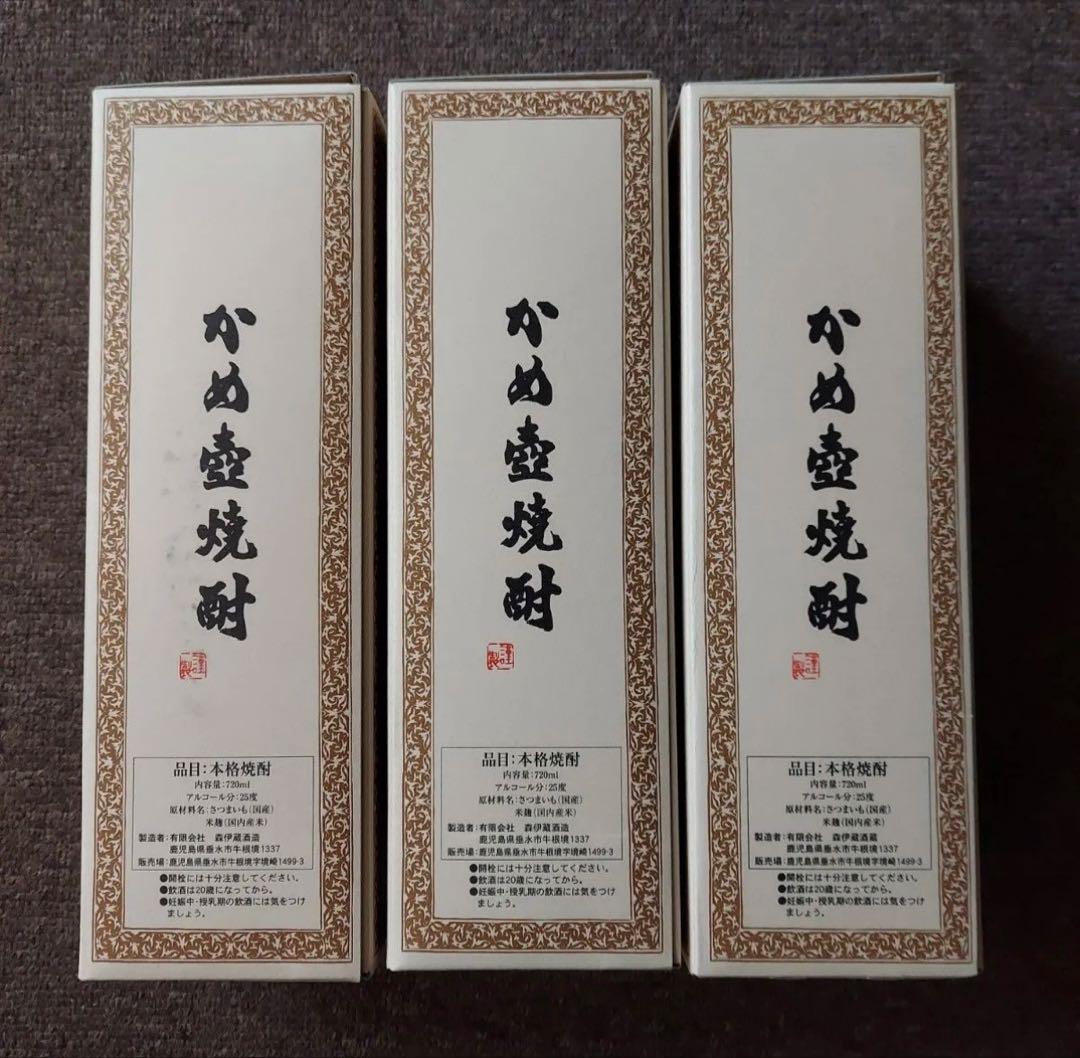 かめ壺焼酎
謹製
品目：本格焼酎
内容量：720ml
アルコール分：25度
原材料名：さつまいも（国産）
米麹（国内産米）
製造者：有限会社　森伊蔵酒造
鹿児島県垂水市牛根境1337
販売場：鹿児島県垂水市牛根境字境崎1499-3
●開栓には十分注意してください。
●飲酒は20歳になってから。
●妊娠中・授乳期の飲酒には気をつけ
ましょう。
かめ壺焼酎
謹製
品目：本格焼酎
内容量：720ml
アルコール分：25度
原材料名：さつまいも（国産）
米麹（国内産米）
製造者：有限会社　森伊蔵酒造
鹿児島県垂水市牛根境1337
販売場：鹿児島県垂水市牛根境字境崎1499-3
●開栓には十分注意してください。
●飲酒は20歳になってから。
●妊娠中・授乳期の飲酒には気をつけ
ましょう。
かめ壺焼酎
謹製
品目：本格焼酎
内容量：720ml
アルコール分：25度
原材料名：さつまいも（国産）
米麹（国内産米）
製造者：有限会社　森伊蔵酒蔵
鹿児島県垂水市牛根境1337
販売場：鹿児島県垂水市牛根境字境崎1499-3
●開栓には十分注意してください。
●飲酒は20歳になってから。
●妊娠中・授乳期の飲酒には気をつけ
ましょう。